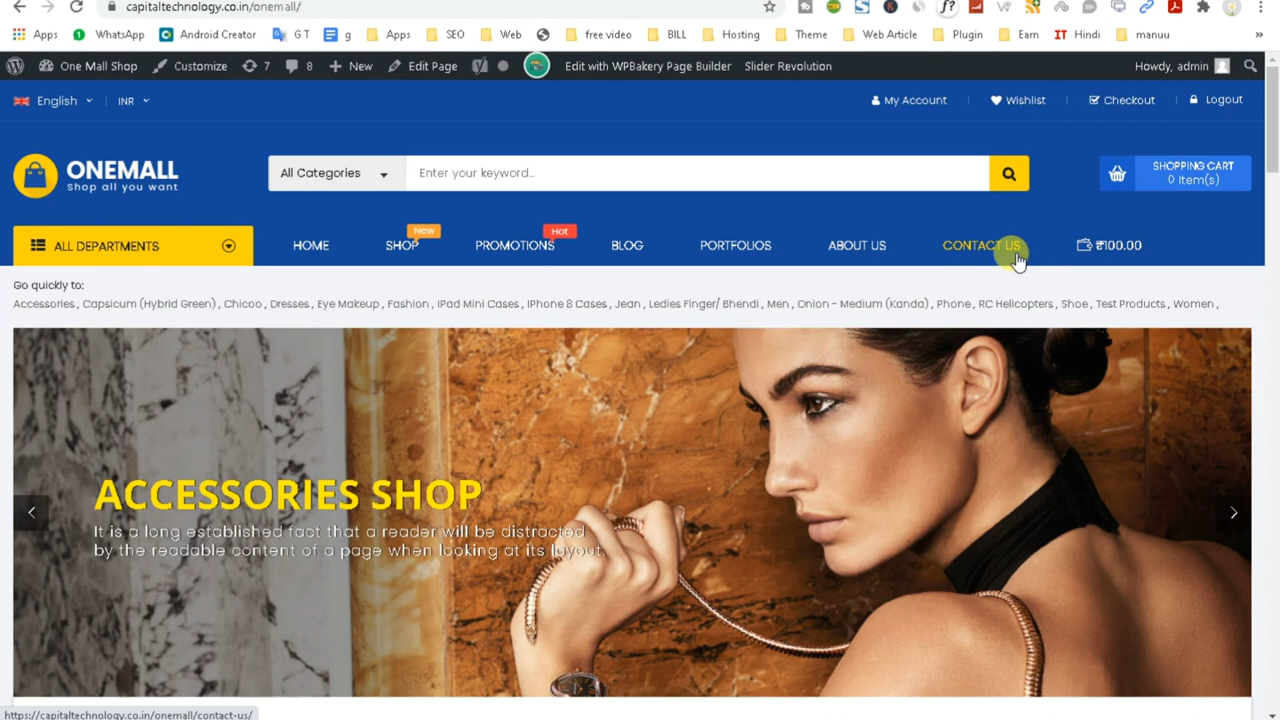 capitaltechnology.co.in/onemall/
Apps WhatsApp Android Creator G T g Apps SEO Web free video BILL Hosting Theme Web Article Plugin Earn IT Hindi manuu »
One Mall Shop Customize 7 8 New Edit Page Edit with WPBakery Page Builder Slider Revolution Howdy, admin
English INR My Account Wishlist Checkout Logout
ONEMALL
Shop all you want
All Categories Enter your keyword...
SHOPPING CART
0 Item(s)
New Hot
ALL DEPARTMENTS HOME SHOP PROMOTIONS BLOG PORTFOLIOS ABOUT US CONTACT US ₹100.00
Go quickly to:
Accessories , Capsicum (Hybrid Green) , Chicoo , Dresses , Eye Makeup , Fashion , IPad Mini Cases , IPhone 8 Cases , Jean , Ledies Finger/ Bhendi , Men , Onion - Medium (Kanda) , Phone , RC Helicopters , Shoe , Test Products , Women ,
ACCESSORIES SHOP
It is a long established fact that a reader will be distracted
by the readable content of a page when looking at its layout.
https://capitaltechnology.co.in/onemall/contact-us/